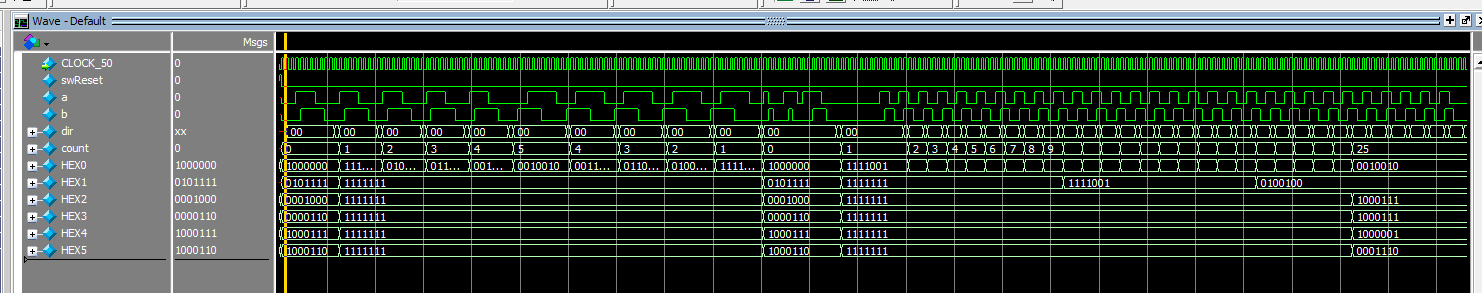 Wave - Default
Msgs
CLOCK_50 0
swReset 0
a 0
b 0
dir xx 00 00 00 00 00 00 00 00 00 00 00 00
count 0 0 1 2 3 4 5 4 3 2 1 0 1 2 3 4 5 6 7 8 9 25
HEX0 1000000 1000000 111... 010... 011... 001... 0010010 0011... 0110... 0100... 1111... 1000000 1111001 0010010
HEX1 0101111 0101111 1111111 0101111 1111111 1111001 0100100
HEX2 0001000 0001000 1111111 0001000 1111111 1000111
HEX3 0000110 0000110 1111111 0000110 1111111 1000111
HEX4 1000111 1000111 1111111 1000111 1111111 1000001
HEX5 1000110 1000110 1111111 1000110 1111111 0001110